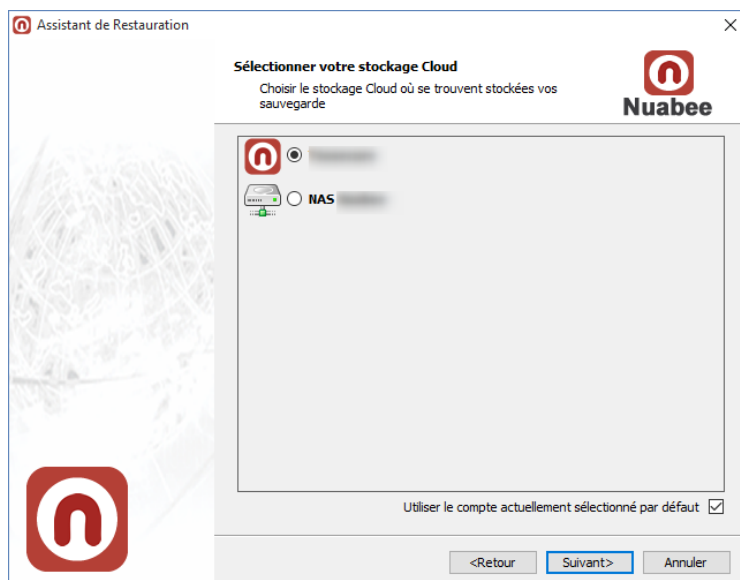 Assistant de Restauration
Sélectionner votre stockage Cloud
Choisir le stockage Cloud où se trouvent stockées vos
sauvegarde
Nuabee
NAS
Utiliser le compte actuellement sélectionné par défaut
<Retour
Suivant>
Annuler